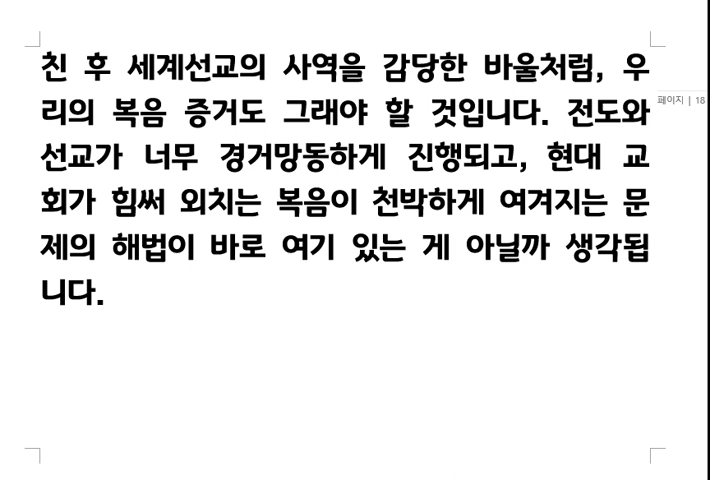 친 후 세계선교의 사역을 감당한 바울처럼, 우
리의 복음 증거도 그래야 할 것입니다. 전도와
선교가 너무 경거망동하게 진행되고, 현대 교
회가 힘써 외치는 복음이 천박하게 여겨지는 문
제의 해법이 바로 여기 있는 게 아닐까 생각됩
니다.
페이지 | 18